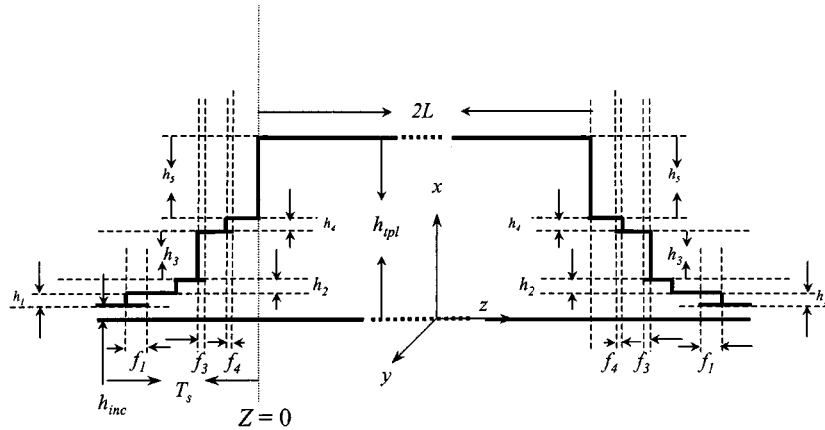 2L
h5 h5
x
h4 htpl h4
h3 h3
h1 h2 h2 h
z
f1 f3 f4 y f4 f3 f1
Ts
hinc
Z = 0